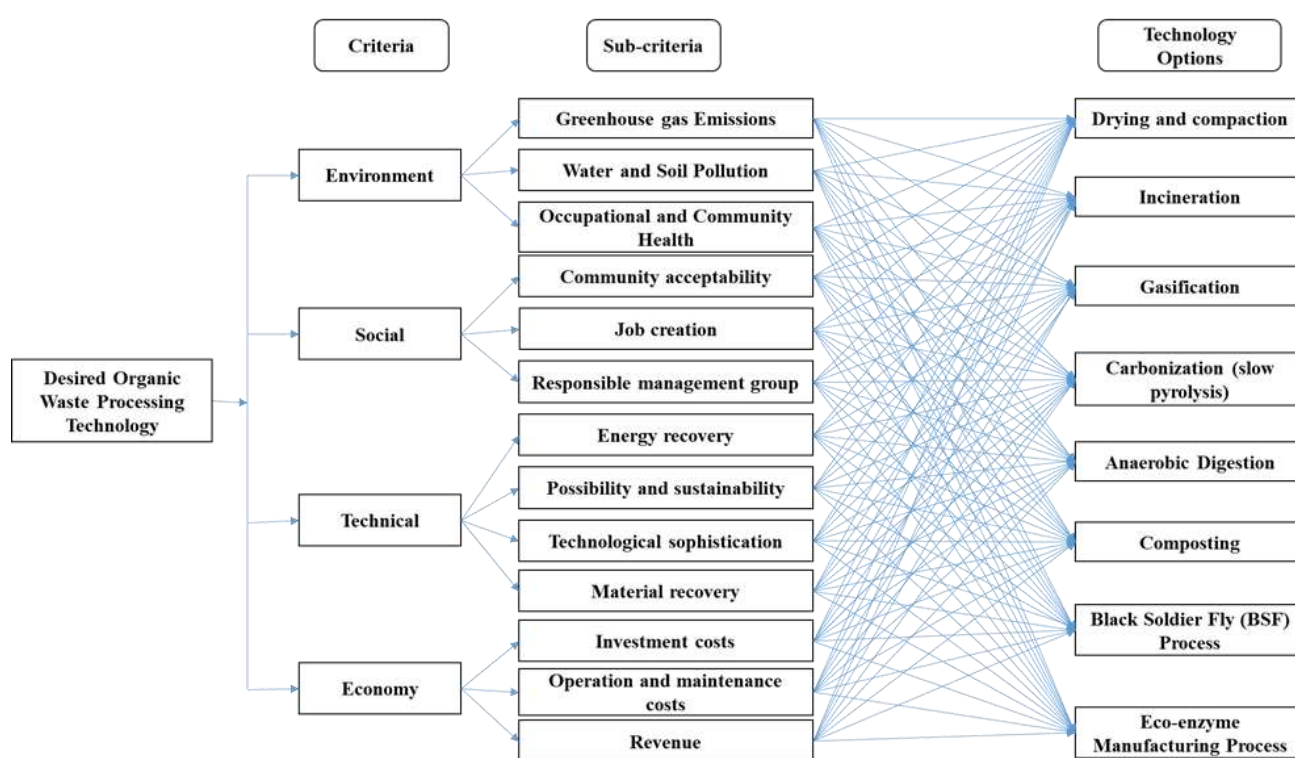 Criteria
Sub-criteria
Technology
Options
Desired Organic
Waste Processing
Technology
Environment
Social
Technical
Economy
Greenhouse gas Emissions
Water and Soil Pollution
Occupational and Community
Health
Community acceptability
Job creation
Responsible management group
Energy recovery
Possibility and sustainability
Technological sophistication
Material recovery
Investment costs
Operation and maintenance
costs
Revenue
Drying and compaction
Incineration
Gasification
Carbonization (slow
pyrolysis)
Anaerobic Digestion
Composting
Black Soldier Fly (BSF)
Process
Eco-enzyme
Manufacturing Process